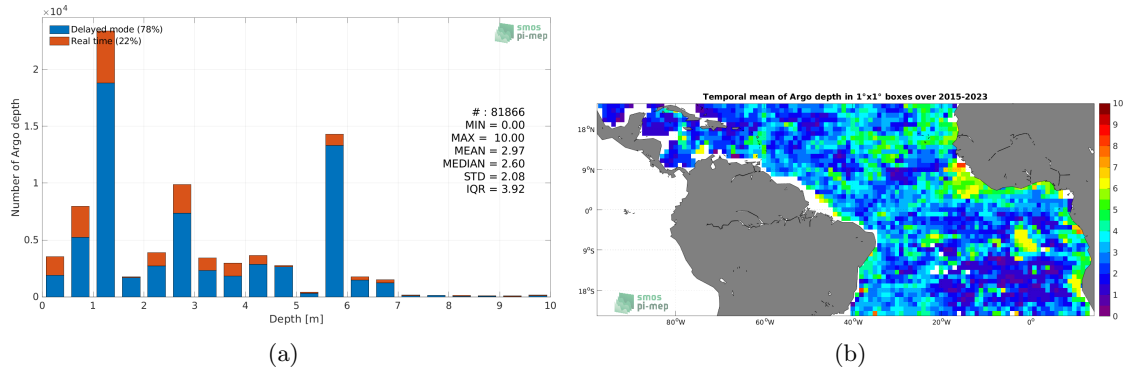 ×10⁴
Delayed mode (78%)
Real time (22%)
smos
pi-mep
# : 81866
MIN = 0.00
MAX = 10.00
MEAN = 2.97
MEDIAN = 2.60
STD = 2.08
IQR = 3.92
Number of Argo depth
2
1.5
1
0.5
0
0 1 2 3 4 5 6 7 8 9 10
Depth [m]
(a)
Temporal mean of Argo depth in 1°x1° boxes over 2015-2023
18°N
9°N
0°
9°S
18°S
80°W 60°W 40°W 20°W 0°
10
9
8
7
6
5
4
3
2
1
0
smos
pi-mep
(b)